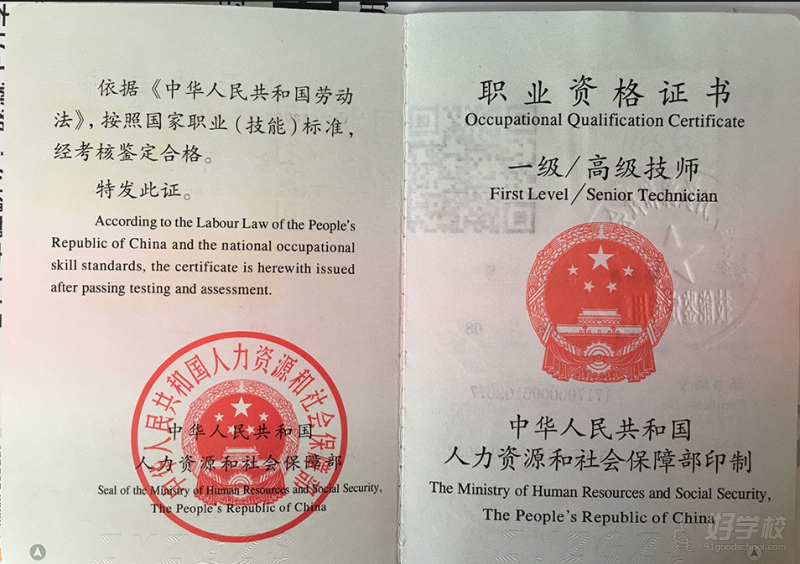 依据《中华人民共和国劳动
法》，按照国家职业（技能）标准，
经考核鉴定合格。
特发此证。
According to the Labour Law of the People's
Republic of China and the national occupational
skill standards, the certificate is herewith issued
after passing testing and assessment.
中华人民共和国人力资源和社会保障部
中华人民共和国
人力资源和社会保障部
Seal of the Ministry of Human Resources and Social Security,
The People's Republic of China
职业资格证书
Occupational Qualification Certificate
一级/高级技师
First Level/Senior Technician
中华人民共和国
人力资源和社会保障部印制
The Ministry of Human Resources and Social Security,
The People's Republic of China
好学校
91goodschool.com